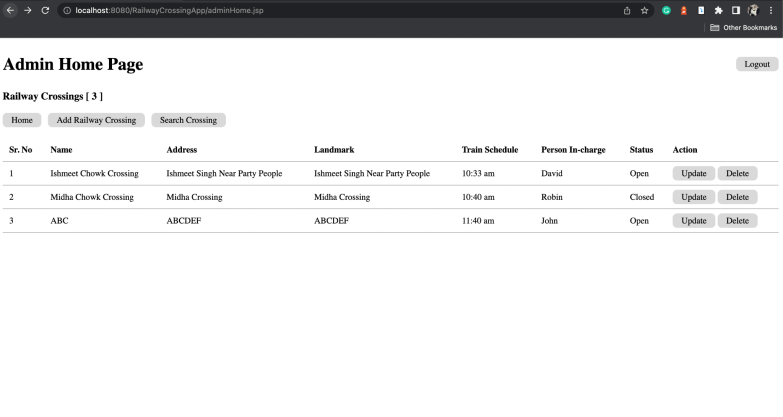 localhost:8080/RailwayCrossingApp/adminHome.jsp
Other Bookmarks
Admin Home Page
Logout
Railway Crossings [ 3 ]
Home Add Railway Crossing Search Crossing
Sr. No Name Address Landmark Train Schedule Person In-charge Status Action
1 Ishmeet Chowk Crossing Ishmeet Singh Near Party People Ishmeet Singh Near Party People 10:33 am David Open Update Delete
2 Midha Chowk Crossing Midha Crossing Midha Crossing 10:40 am Robin Closed Update Delete
3 ABC ABCDEF ABCDEF 11:40 am John Open Update Delete